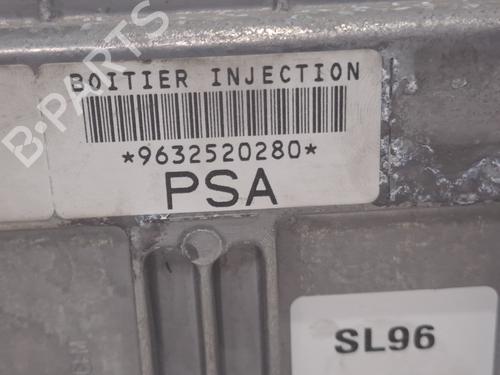 BOITIER INJECTION
*9632520280*
PSA
SL96
B-PARTS